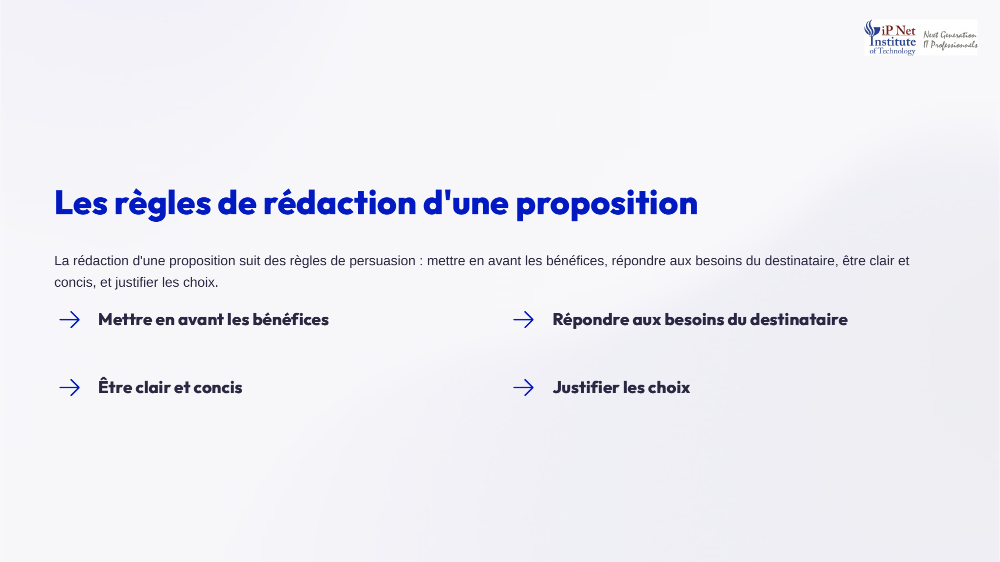 iP Net
Institute
of Technology
Next Generation
IT Professionnels
Les règles de rédaction d'une proposition
La rédaction d'une proposition suit des règles de persuasion : mettre en avant les bénéfices, répondre aux besoins du destinataire, être clair et
concis, et justifier les choix.
Mettre en avant les bénéfices
Répondre aux besoins du destinataire
Être clair et concis
Justifier les choix